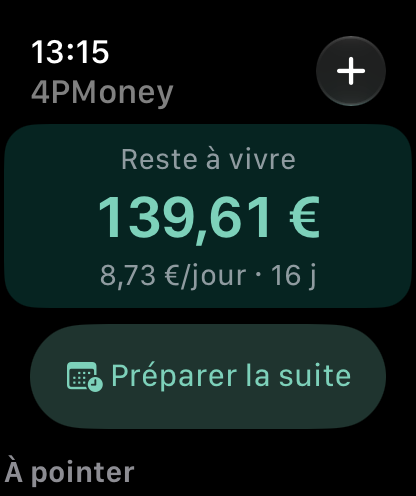 13:15
4PMoney
Reste à vivre
139,61 €
8,73 €/jour · 16 j
Préparer la suite
À pointer